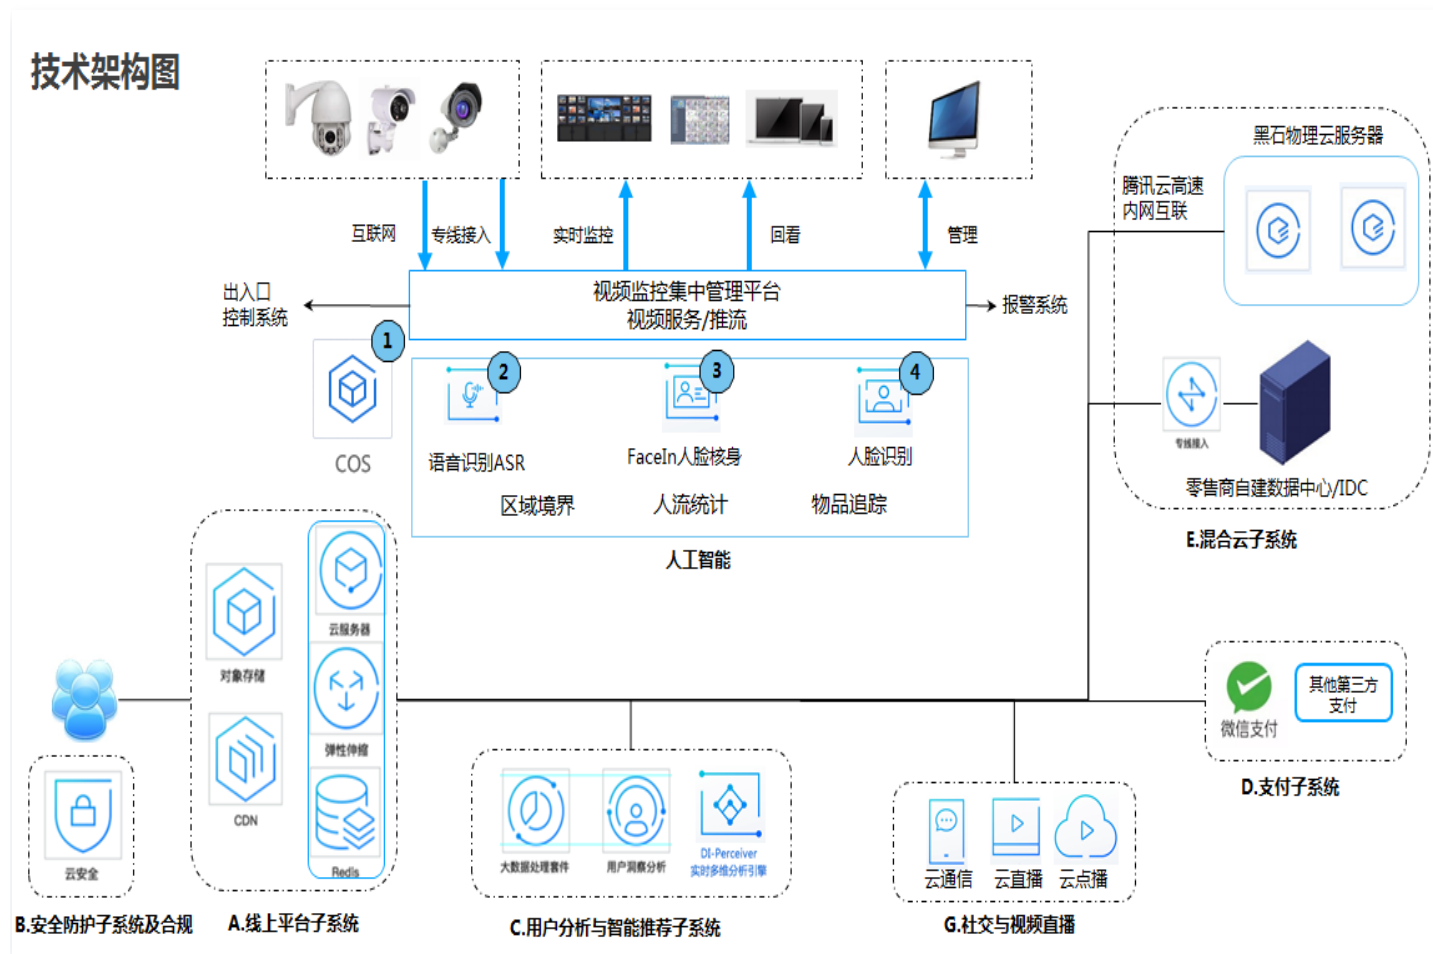 技术架构图
黑石物理云服务器
腾讯云高速
内网互联
互联网
专线接入
实时监控
回看
管理
出入口
控制系统
视频监控集中管理平台
视频服务/推流
报警系统
1
2
3
4
COS
语音识别ASR
FaceIn人脸核身
人脸识别
区域境界
人流统计
物品追踪
人工智能
专线接入
零售商自建数据中心/IDC
E.混合云子系统
对象存储
云服务器
弹性伸缩
CDN
Redis
云安全
B.安全防护子系统及合规
A.线上平台子系统
大数据处理套件
用户洞察分析
DI-Perceiver
实时多维分析引擎
C.用户分析与智能推荐子系统
云通信
云直播
云点播
G.社交与视频直播
微信支付
其他第三方
支付
D.支付子系统